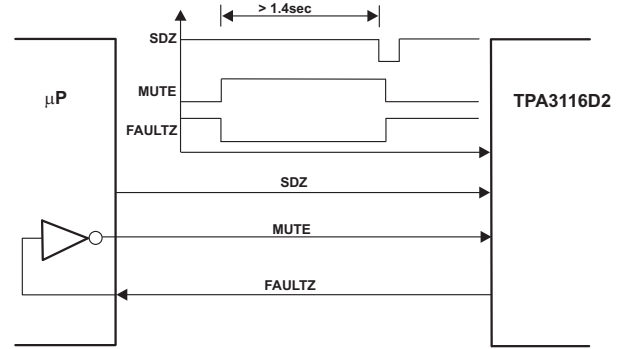 > 1.4sec
SDZ
MUTE
FAULTZ
μP
TPA3116D2
SDZ
MUTE
FAULTZ